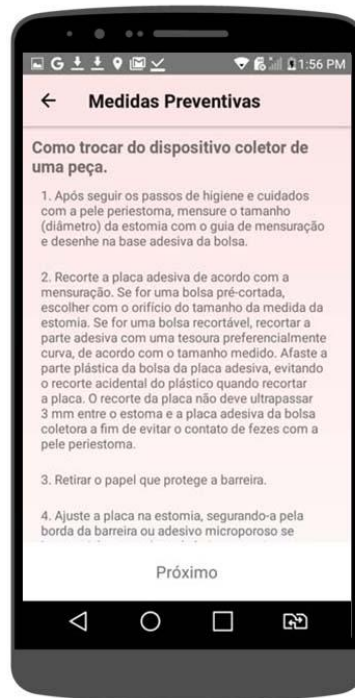 1:56 PM
Medidas Preventivas
Como trocar do dispositivo coletor de
uma peça.
1. Após seguir os passos de higiene e cuidados
com a pele periestoma, mensure o tamanho
(diâmetro) da estomia com o guia de mensuração
e desenhe na base adesiva da bolsa.
2. Recorte a placa adesiva de acordo com a
mensuração. Se for uma bolsa pré-cortada,
escolher com o orifício do tamanho da medida da
estomia. Se for uma bolsa recortável, recortar a
parte adesiva com uma tesoura preferencialmente
curva, de acordo com o tamanho medido. Afaste a
parte plástica da bolsa da placa adesiva, evitando
o recorte acidental do plástico quando recortar
a placa. O recorte da placa não deve ultrapassar
3 mm entre o estoma e a placa adesiva da bolsa
coletora a fim de evitar o contato de fezes com a
pele periestoma.
3. Retirar o papel que protege a barreira.
4. Ajuste a placa na estomia, segurando-a pela
borda da barreira ou adesivo microporoso se
Próximo